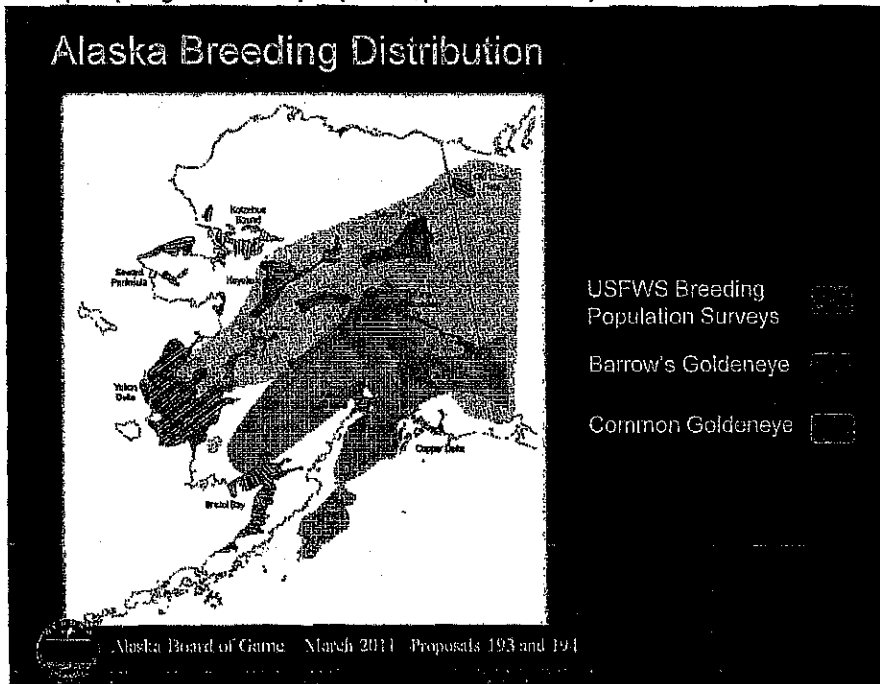 Alaska Breeding Distribution
Kotzebue
Sound
Seward
Peninsula
Koyukuk
Yukon
Delta
Bristol Bay
Copper Delta
USFWS Breeding
Population Surveys
Barrow's Goldeneye
Common Goldeneye
Alaska Board of Game March 2011 Proposals 193 and 194